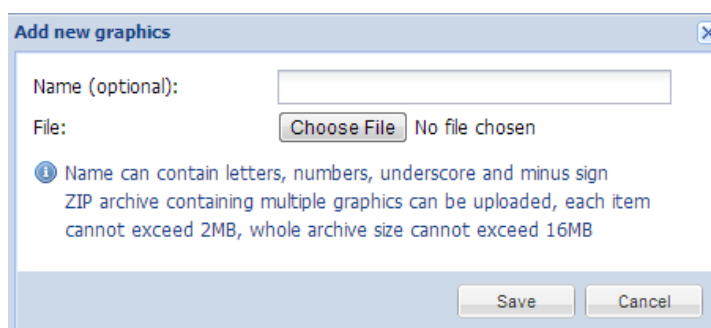 Add new graphics
Name (optional):
File: Choose File No file chosen
Name can contain letters, numbers, underscore and minus sign
ZIP archive containing multiple graphics can be uploaded, each item
cannot exceed 2MB, whole archive size cannot exceed 16MB
Save Cancel